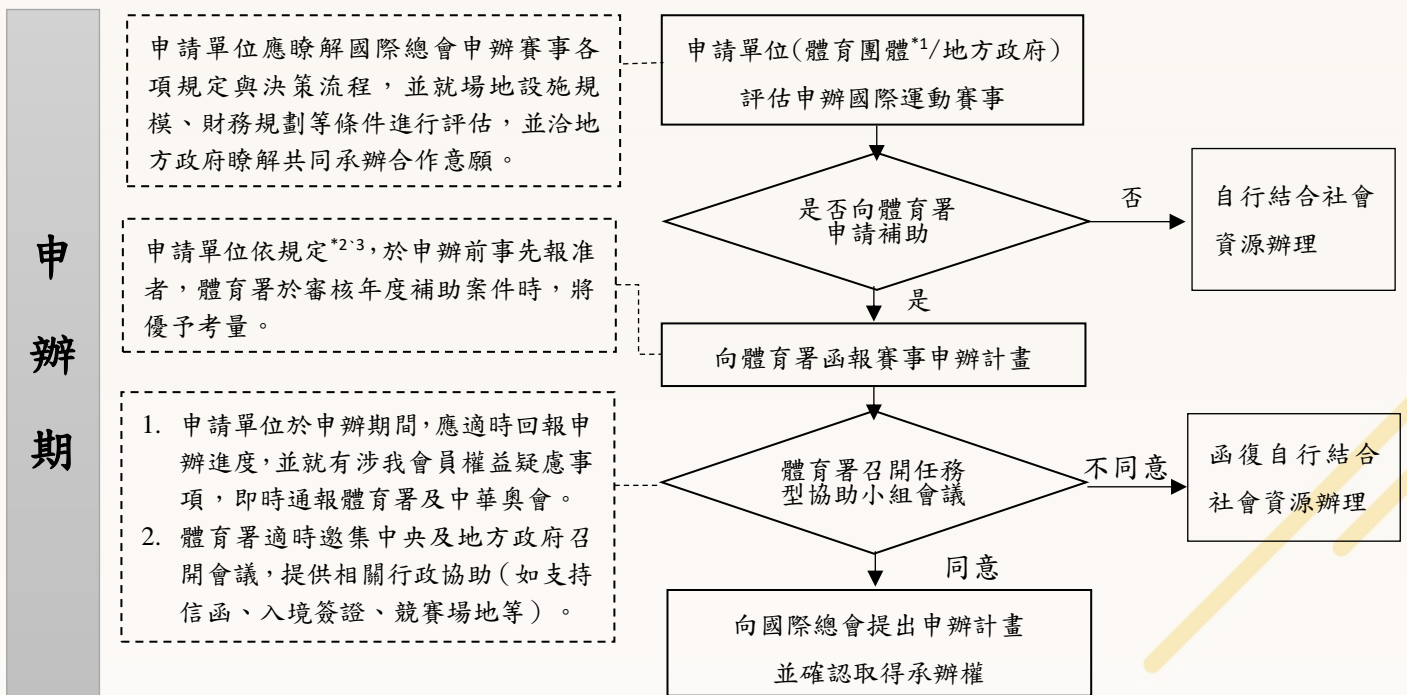 申
辦
期
申請單位應瞭解國際總會申辦賽事各
項規定與決策流程，並就場地設施規
模、財務規劃等條件進行評估，並洽地
方政府瞭解共同承辦合作意願。
申請單位(體育團體*1/地方政府)
評估申辦國際運動賽事
是否向體育署
申請補助
否
自行結合社會
資源辦理
是
申請單位依規定*2、3，於申辦前事先報准
者，體育署於審核年度補助案件時，將
優予考量。
向體育署函報賽事申辦計畫
1. 申請單位於申辦期間，應適時回報申
辦進度，並就有涉我會員權益疑慮事
項，即時通報體育署及中華奧會。
2. 體育署適時邀集中央及地方政府召
開會議，提供相關行政協助（如支持
信函、入境簽證、競賽場地等）。
體育署召開任務
型協助小組會議
不同意
函復自行結合
社會資源辦理
同意
向國際總會提出申辦計畫
並確認取得承辦權